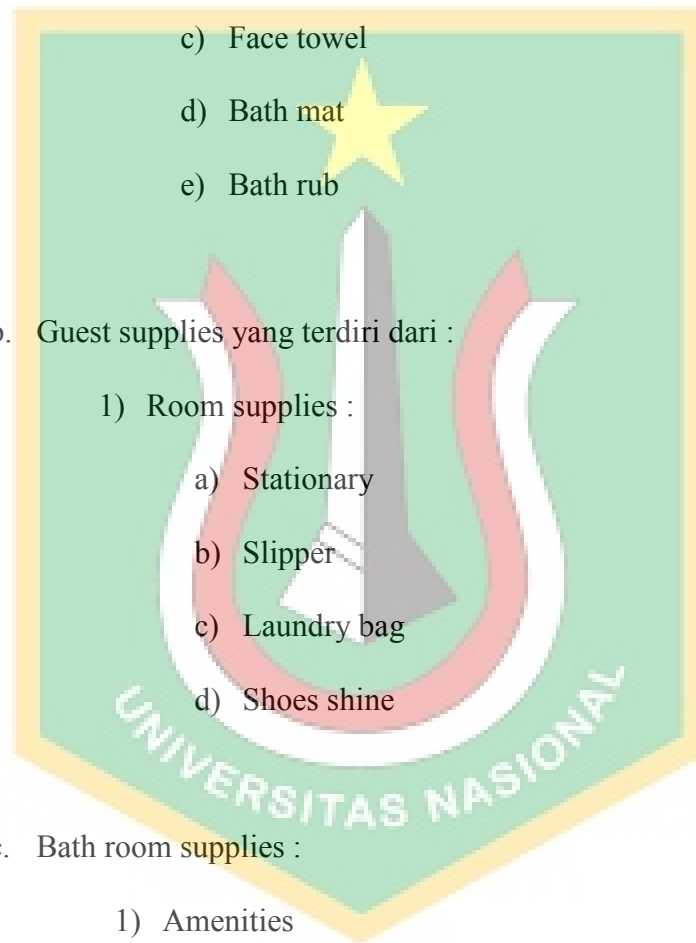 c) Face towel
d) Bath mat
e) Bath rub
b. Guest supplies yang terdiri dari :
1) Room supplies :
a) Stationary
b) Slipper
c) Laundry bag
d) Shoes shine
UNIVERSITAS NASIONAL
c. Bath room supplies :
1) Amenities